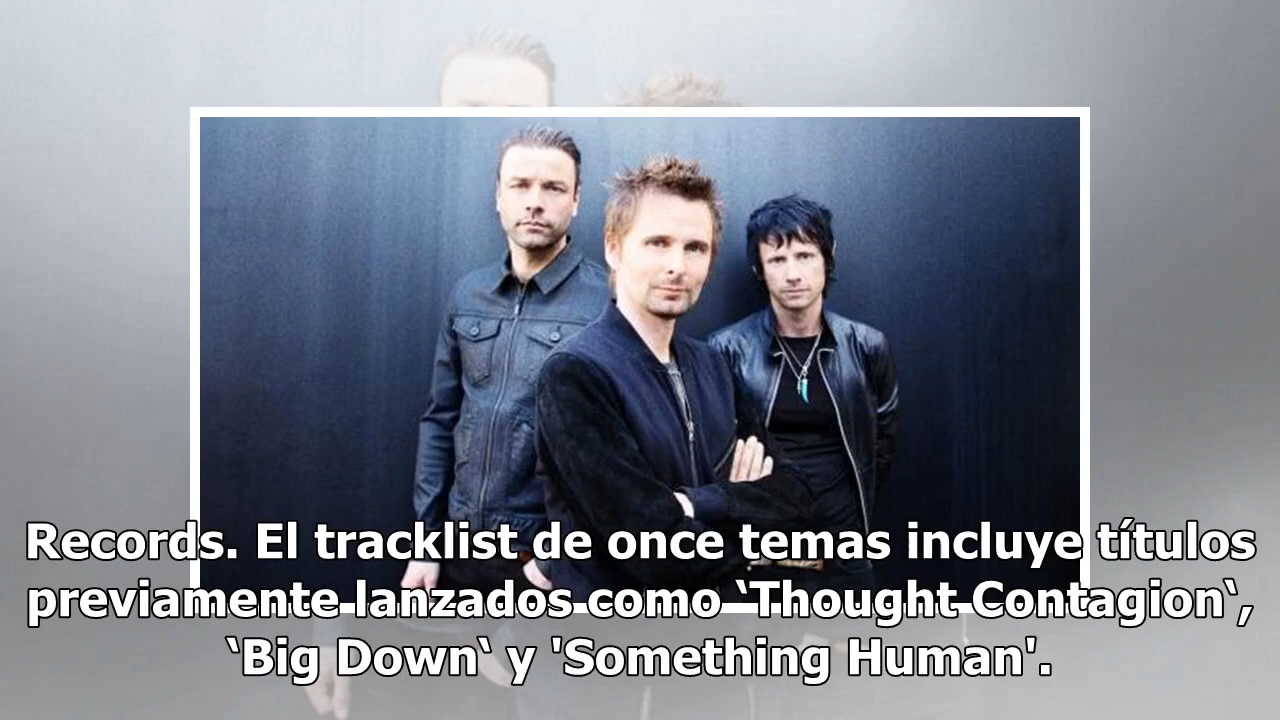 Records. El tracklist de once temas incluye títulos
previamente lanzados como ‘Thought Contagion‘,
‘Big Down‘ y 'Something Human'.